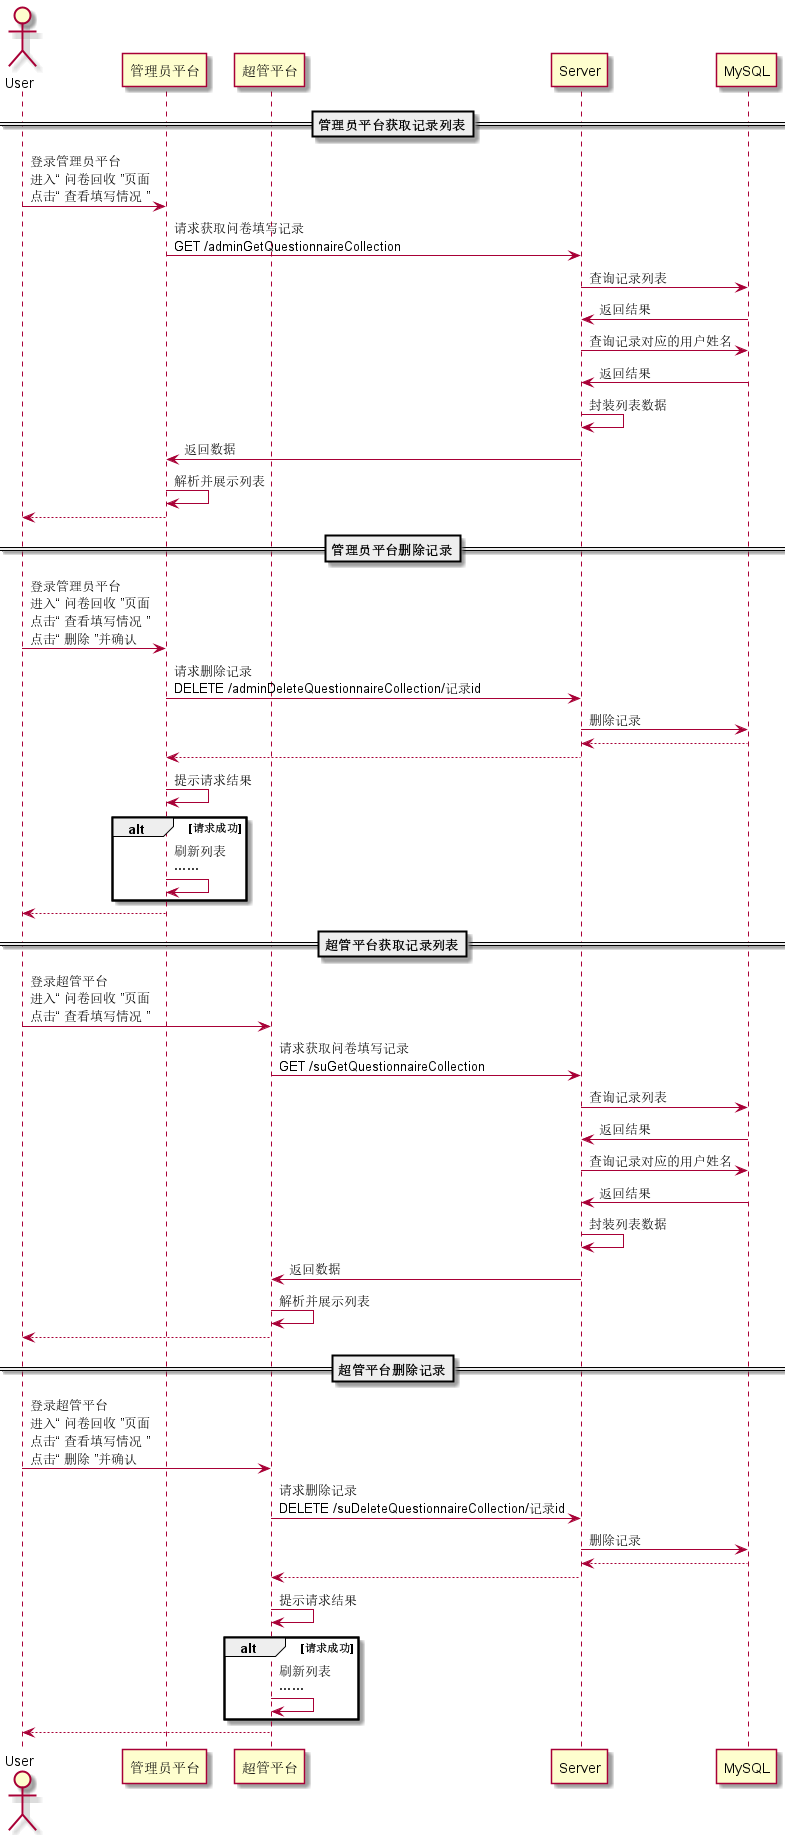 User
管理员平台
超管平台
Server
MySQL
管理员平台获取记录列表
登录管理员平台
进入“ 问卷回收 ”页面
点击“ 查看填写情况 ”
请求获取问卷填写记录
GET /adminGetQuestionnaireCollection
查询记录列表
返回结果
查询记录对应的用户姓名
返回结果
封装列表数据
返回数据
解析并展示列表
管理员平台删除记录
登录管理员平台
进入“ 问卷回收 ”页面
点击“ 查看填写情况 ”
点击“ 删除 ”并确认
请求删除记录
DELETE /adminDeleteQuestionnaireCollection/记录id
删除记录
提示请求结果
alt [请求成功]
刷新列表
……
超管平台获取记录列表
登录超管平台
进入“ 问卷回收 ”页面
点击“ 查看填写情况 ”
请求获取问卷填写记录
GET /suGetQuestionnaireCollection
查询记录列表
返回结果
查询记录对应的用户姓名
返回结果
封装列表数据
返回数据
解析并展示列表
超管平台删除记录
登录超管平台
进入“ 问卷回收 ”页面
点击“ 查看填写情况 ”
点击“ 删除 ”并确认
请求删除记录
DELETE /suDeleteQuestionnaireCollection/记录id
删除记录
提示请求结果
alt [请求成功]
刷新列表
……
User
管理员平台
超管平台
Server
MySQL